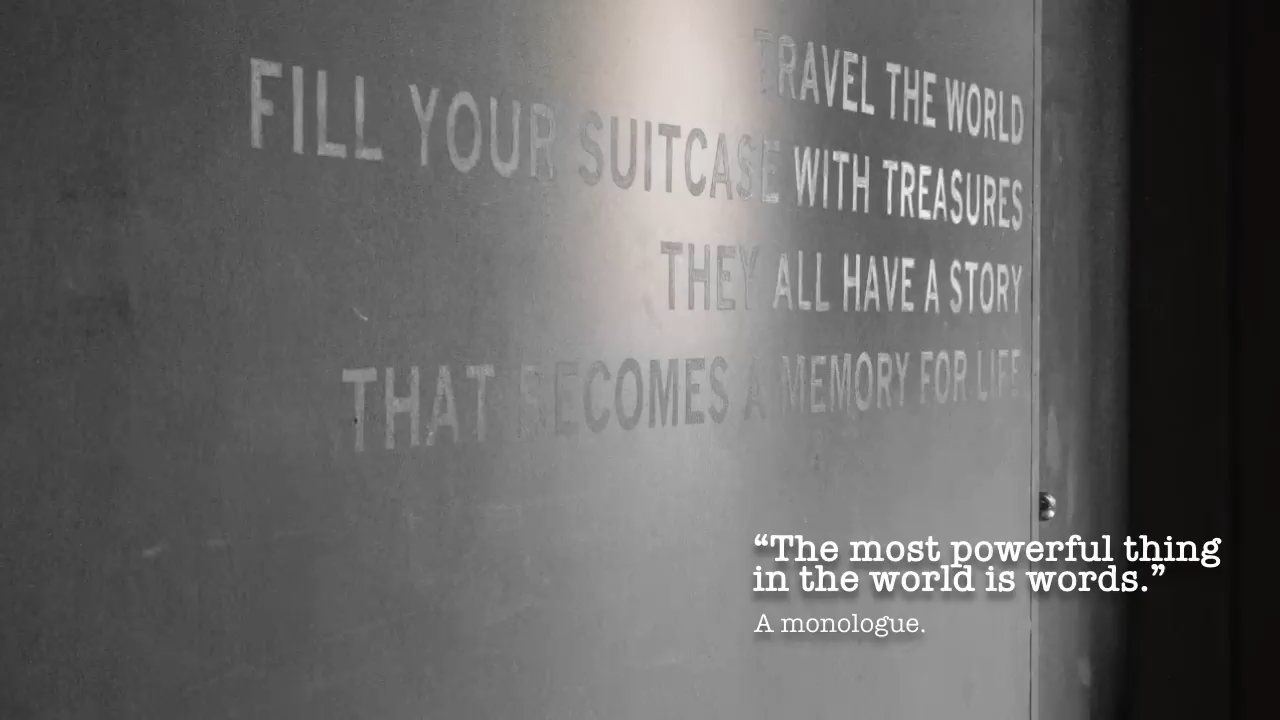 TRAVEL THE WORLD
FILL YOUR SUITCASE WITH TREASURES
THEY ALL HAVE A STORY
THAT BECOMES A MEMORY FOR LIFE
“The most powerful thing
in the world is words.”
A monologue.